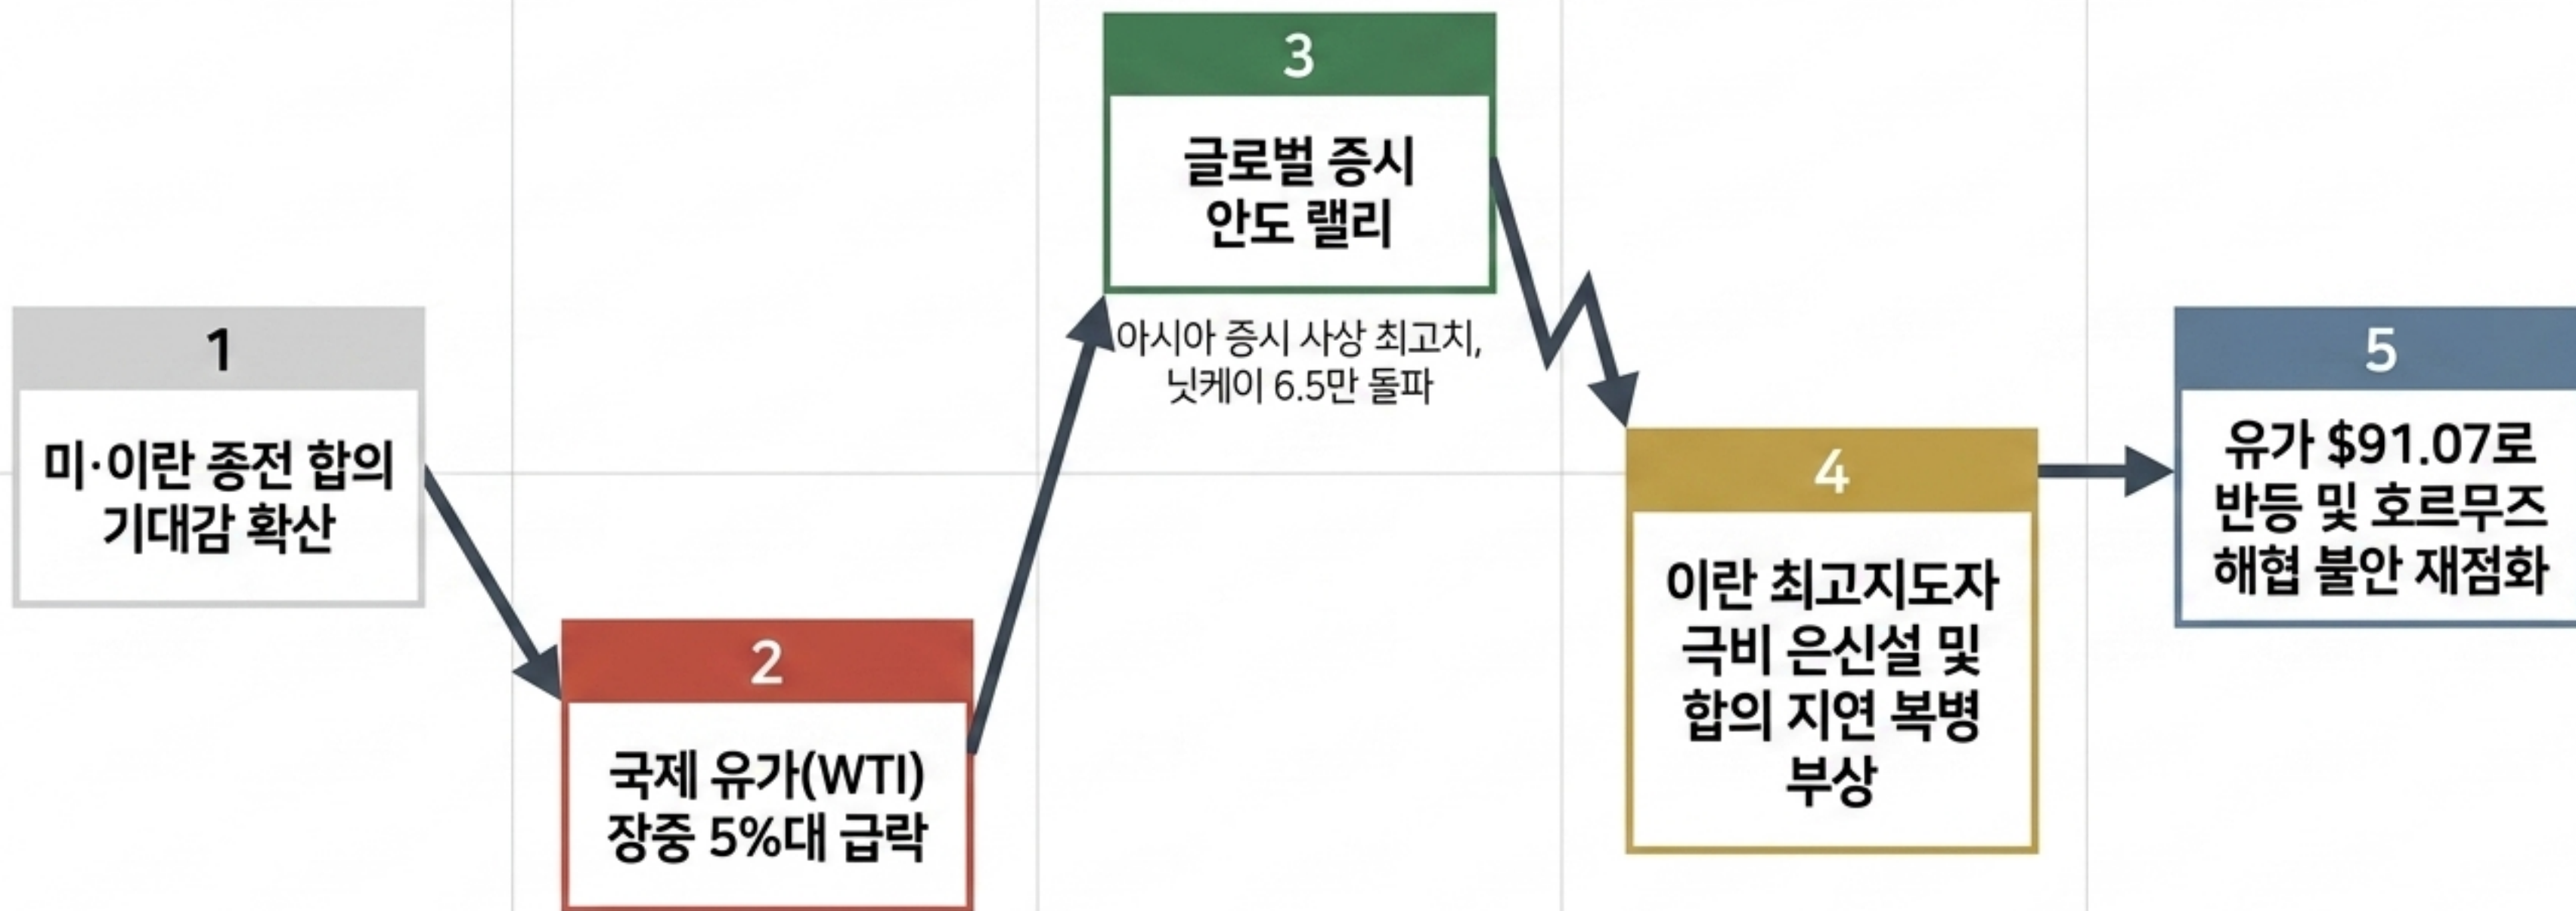 1
미·이란 종전 합의
기대감 확산
2
국제 유가(WTI)
장중 5%대 급락
3
글로벌 증시
안도 랠리
아시아 증시 사상 최고치,
닛케이 6.5만 돌파
4
이란 최고지도자
극비 은신설 및
합의 지연 복병
부상
5
유가 $91.07로
반등 및 호르무즈
해협 불안 재점화